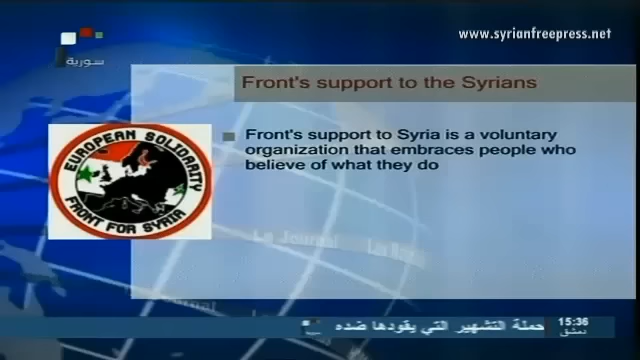 www.syrianfreepress.net
سورية
Front's support to the Syrians
Front's support to Syria is a voluntary
organization that embraces people who
believe of what they do
EUROPEAN SOLIDARITY
FRONT FOR SYRIA
Le Journal
حملة التشهير التي يقودها ضده
15:36
دمشق